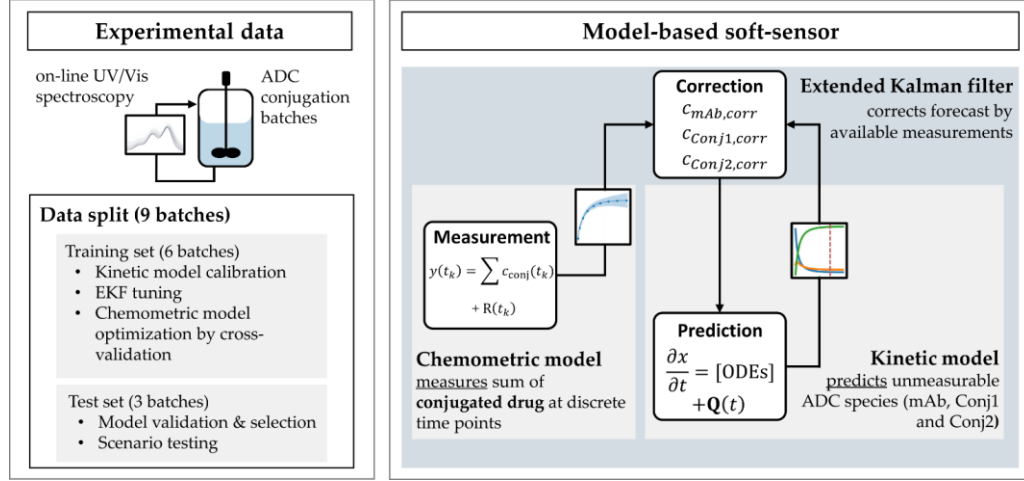 Experimental data
on-line UV/Vis
spectroscopy
ADC
conjugation
batches
Data split (9 batches)
Training set (6 batches)
• Kinetic model calibration
• EKF tuning
• Chemometric model
optimization by cross-
validation
Test set (3 batches)
• Model validation & selection
• Scenario testing
Model-based soft-sensor
Correction
c_{mAb,corr}
c_{Conj1,corr}
c_{Conj2,corr}
Extended Kalman filter
corrects forecast by
available measurements
Measurement
y(t_k) = ∑ c_{conj}(t_k)
+ R(t_k)
Chemometric model
measures sum of
conjugated drug at discrete
time points
Prediction
∂x/∂t = [ODEs]
+Q(t)
Kinetic model
predicts unmeasurable
ADC species (mAb, Conj1
and Conj2)